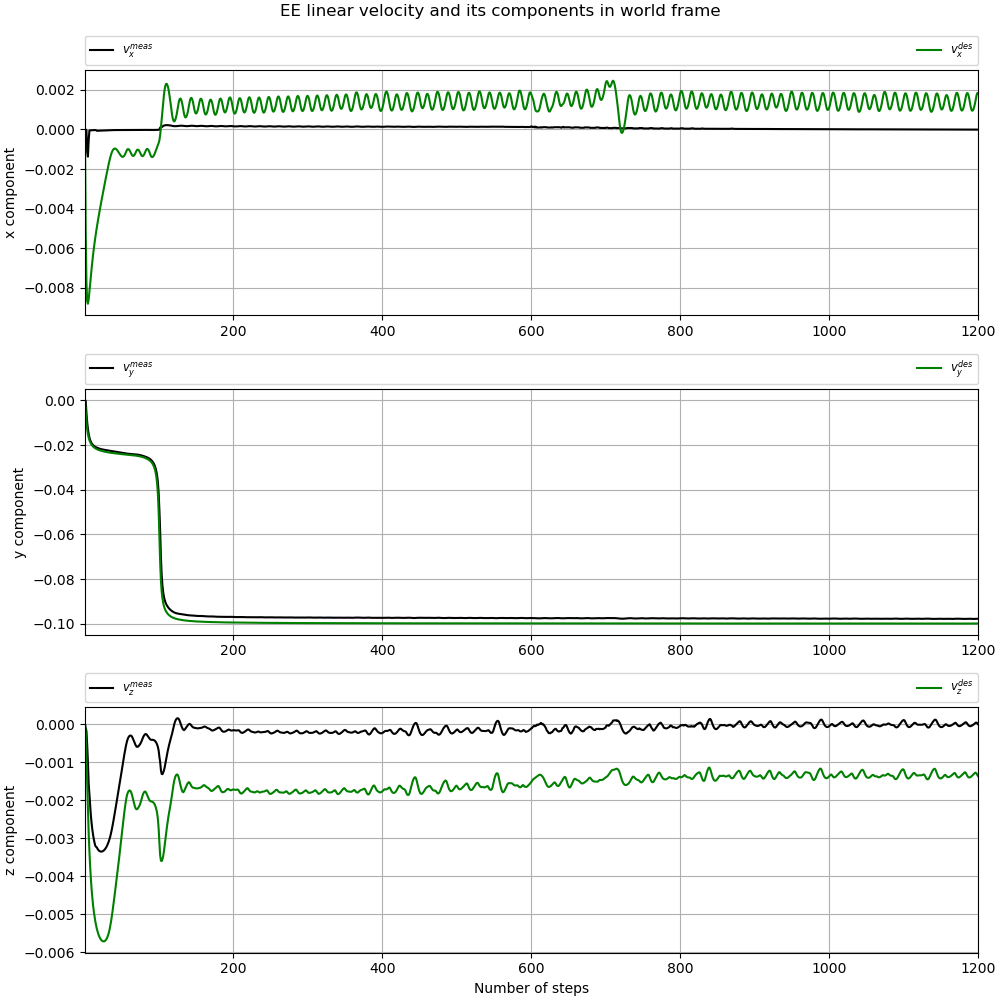 EE linear velocity and its components in world frame
v_x^{meas} v_x^{des}
0.002
0.000
−0.002
−0.004
−0.006
−0.008
x component
200 400 600 800 1000 1200
v_y^{meas} v_y^{des}
0.00
−0.02
−0.04
−0.06
−0.08
−0.10
y component
200 400 600 800 1000 1200
v_z^{meas} v_z^{des}
0.000
−0.001
−0.002
−0.003
−0.004
−0.005
−0.006
z component
200 400 600 800 1000 1200
Number of steps